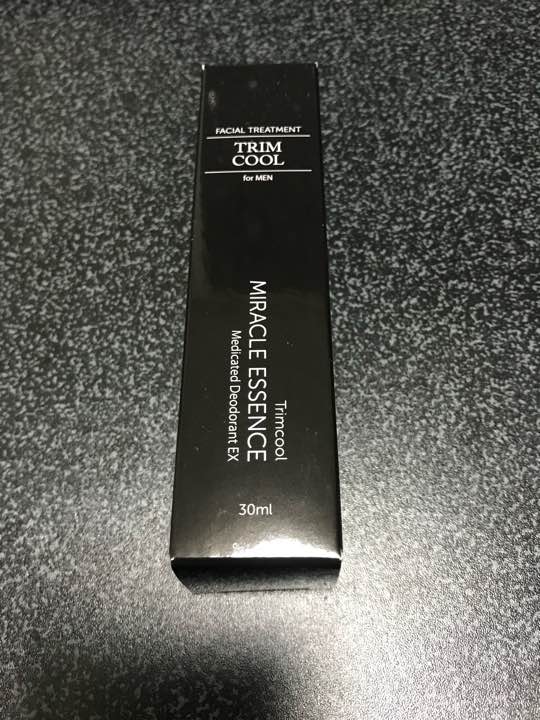 FACIAL TREATMENT
TRIM
COOL
for MEN
Trimcool
MIRACLE ESSENCE
Medicated Deodorant EX
30ml